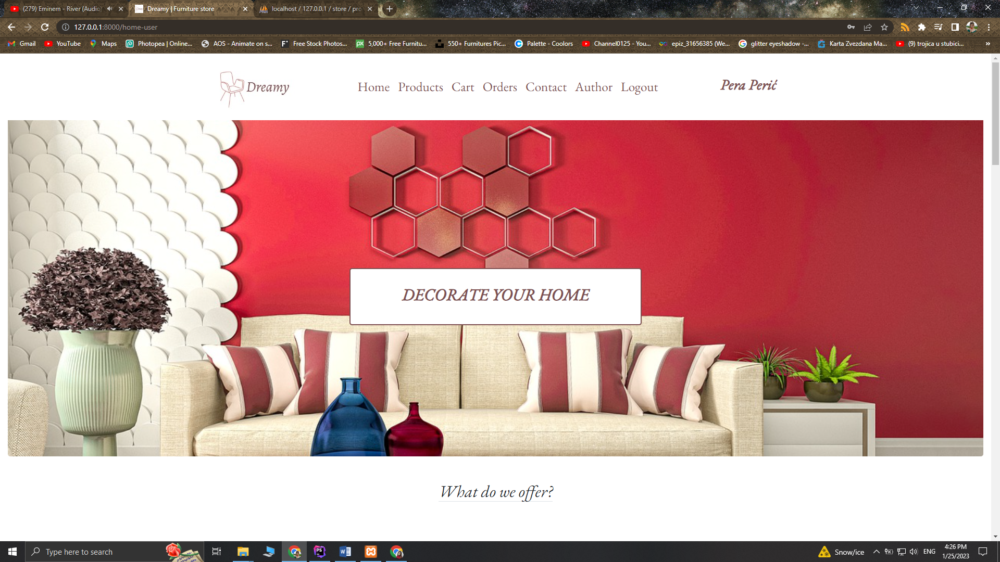 (279) Eminem - River (Audio)
Dreamy | Furniture store
localhost / 127.0.0.1 / store / pro
127.0.0.1:8000/home-user
Gmail
YouTube
Maps
Photopea | Online...
AOS - Animate on s...
Free Stock Photos...
5,000+ Free Furnitu...
550+ Furnitures Pic...
Palette - Coolors
Channel0125 - You...
epiz_31656385 (We...
glitter eyeshadow -...
Karta Zvezdana Ma...
(9) trojica u stubici...
»
Dreamy
Home Products Cart Orders Contact Author Logout
Pera Perić
DECORATE YOUR HOME
What do we offer?
Type here to search
Snow/ice
ENG
4:26 PM
1/25/2023